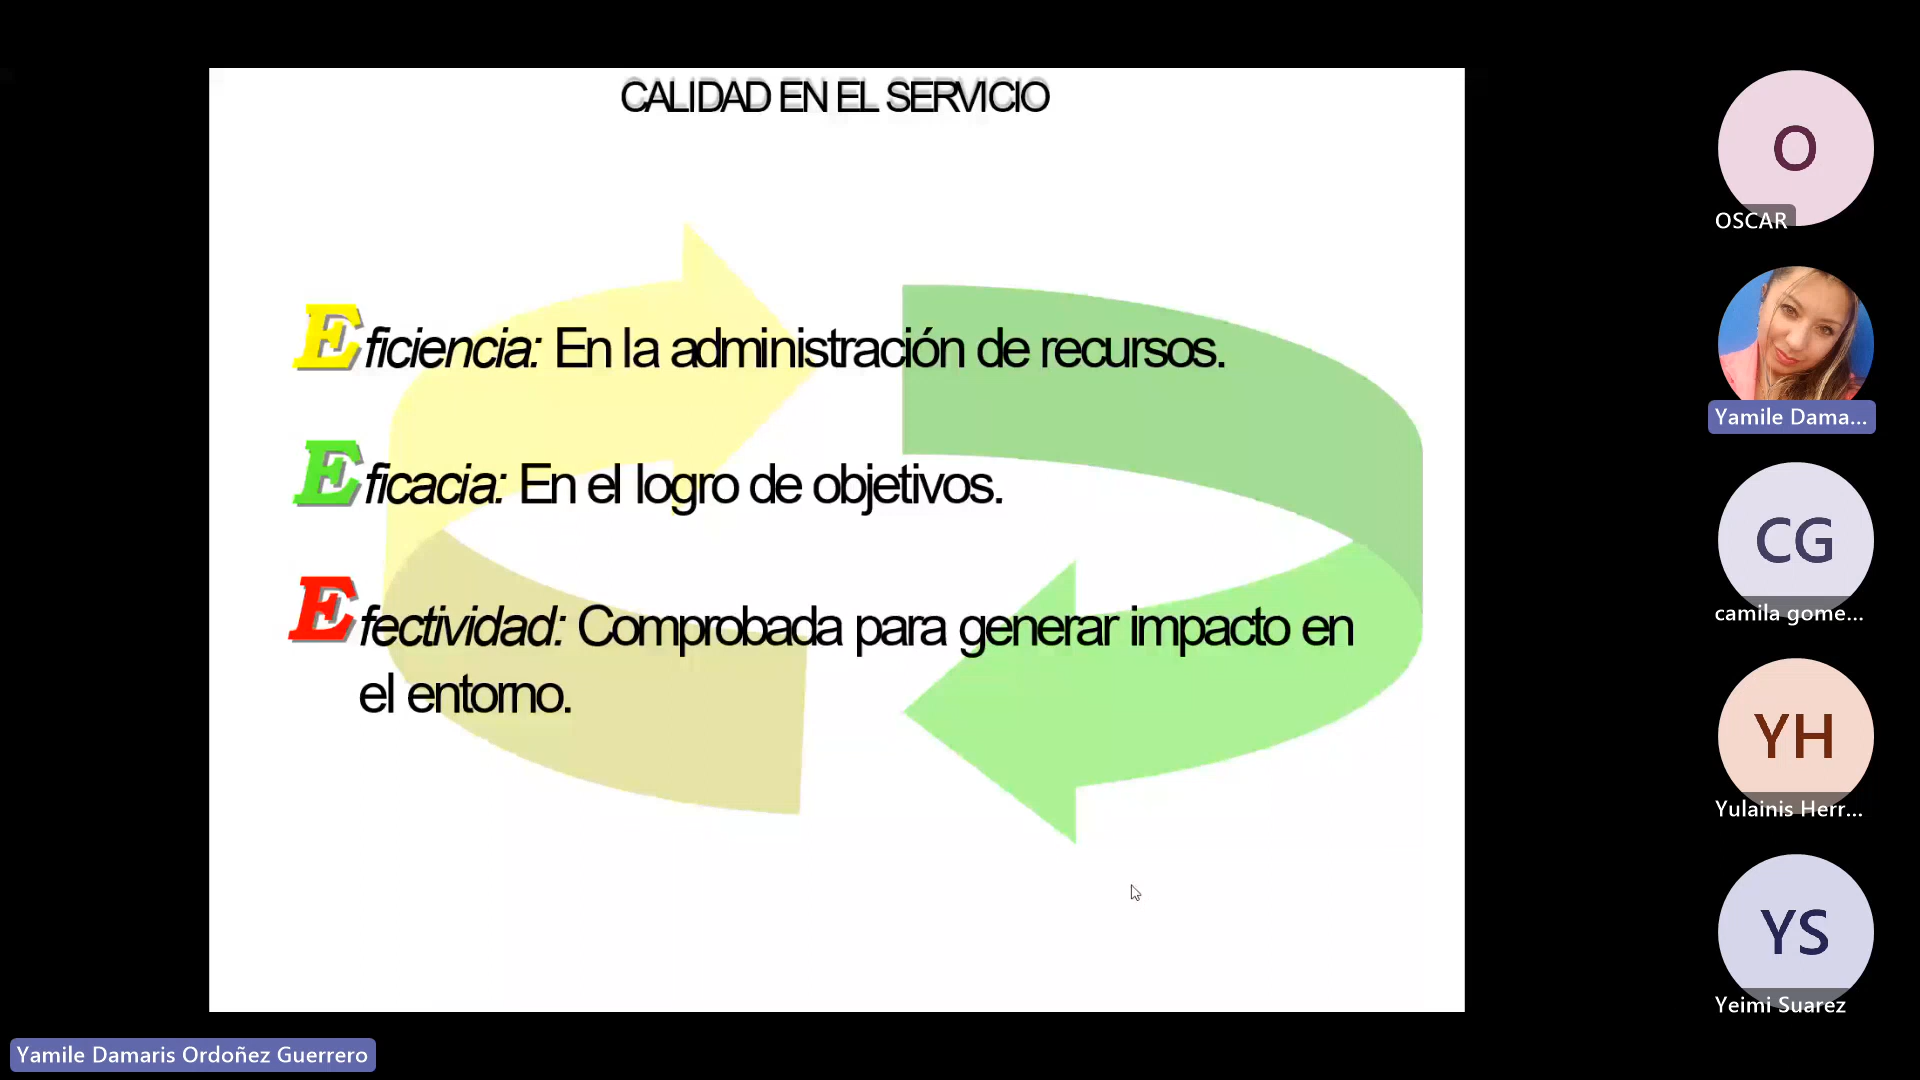 CALIDAD EN EL SERVICIO
Eficiencia: En la administración de recursos.
Eficacia: En el logro de objetivos.
Efectividad: Comprobada para generar impacto en
el entorno.
O
OSCAR
Yamile Dama...
CG
camila gome...
YH
Yulainis Herr...
YS
Yeimi Suarez
Yamile Damaris Ordoñez Guerrero